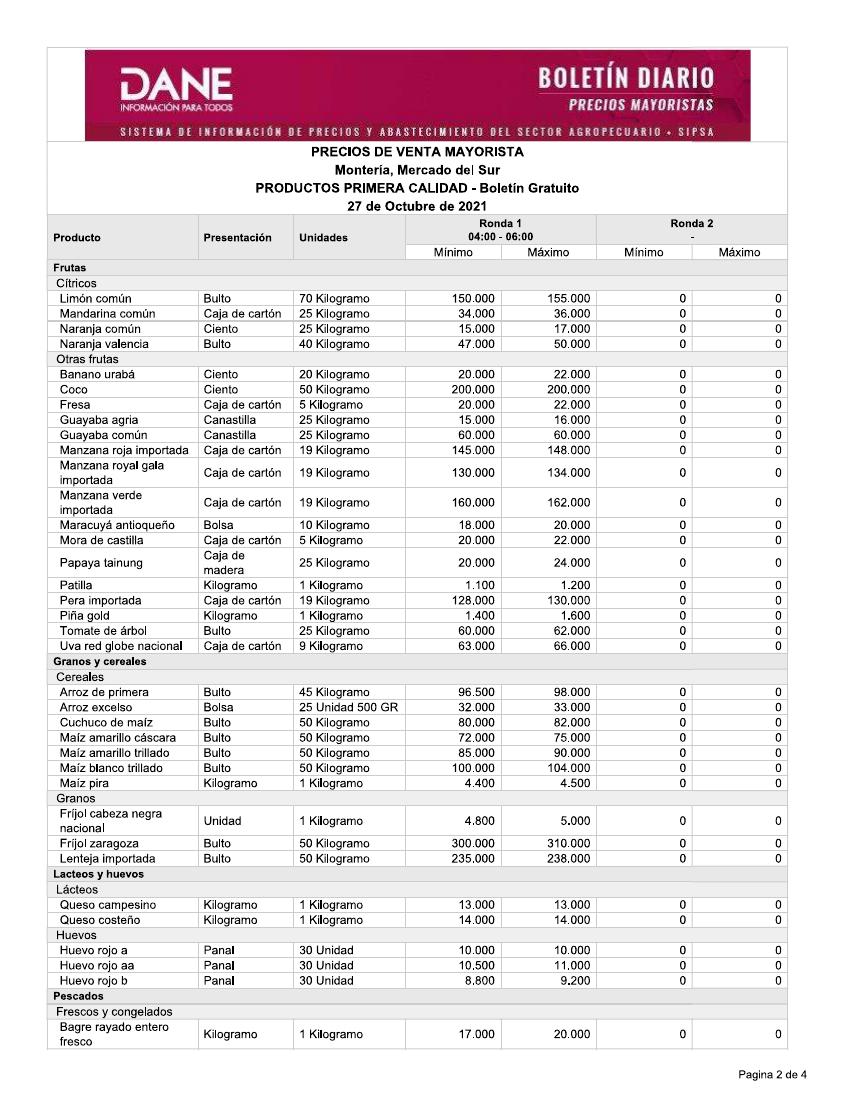 DANE
INFORMACIÓN PARA TODOS
BOLETÍN DIARIO
PRECIOS MAYORISTAS
SISTEMA DE INFORMACIÓN DE PRECIOS Y ABASTECIMIENTO DEL SECTOR AGROPECUARIO • SIPSA
PRECIOS DE VENTA MAYORISTA
Montería, Mercado del Sur
PRODUCTOS PRIMERA CALIDAD - Boletín Gratuito
27 de Octubre de 2021
Producto Presentación Unidades Ronda 1 Ronda 2
04:00 - 06:00 -
Mínimo Máximo Mínimo Máximo
Frutas
Cítricos
Limón común Bulto 70 Kilogramo 150.000 155.000 0 0
Mandarina común Caja de cartón 25 Kilogramo 34.000 36.000 0 0
Naranja común Ciento 25 Kilogramo 15.000 17.000 0 0
Naranja valencia Bulto 40 Kilogramo 47.000 50.000 0 0
Otras frutas
Banano urabá Ciento 20 Kilogramo 20.000 22.000 0 0
Coco Ciento 50 Kilogramo 200.000 200.000 0 0
Fresa Caja de cartón 5 Kilogramo 20.000 22.000 0 0
Guayaba agria Canastilla 25 Kilogramo 15.000 16.000 0 0
Guayaba común Canastilla 25 Kilogramo 60.000 60.000 0 0
Manzana roja importada Caja de cartón 19 Kilogramo 145.000 148.000 0 0
Manzana royal gala
importada Caja de cartón 19 Kilogramo 130.000 134.000 0 0
Manzana verde
importada Caja de cartón 19 Kilogramo 160.000 162.000 0 0
Maracuyá antioqueño Bolsa 10 Kilogramo 18.000 20.000 0 0
Mora de castilla Caja de cartón 5 Kilogramo 20.000 22.000 0 0
Papaya tainung Caja de
madera 25 Kilogramo 20.000 24.000 0 0
Patilla Kilogramo 1 Kilogramo 1.100 1.200 0 0
Pera importada Caja de cartón 19 Kilogramo 128.000 130.000 0 0
Piña gold Kilogramo 1 Kilogramo 1.400 1.600 0 0
Tomate de árbol Bulto 25 Kilogramo 60.000 62.000 0 0
Uva red globe nacional Caja de cartón 9 Kilogramo 63.000 66.000 0 0
Granos y cereales
Cereales
Arroz de primera Bulto 45 Kilogramo 96.500 98.000 0 0
Arroz excelso Bolsa 25 Unidad 500 GR 32.000 33.000 0 0
Cuchuco de maíz Bulto 50 Kilogramo 80.000 82.000 0 0
Maíz amarillo cáscara Bulto 50 Kilogramo 72.000 75.000 0 0
Maíz amarillo trillado Bulto 50 Kilogramo 85.000 90.000 0 0
Maíz blanco trillado Bulto 50 Kilogramo 100.000 104.000 0 0
Maíz pira Kilogramo 1 Kilogramo 4.400 4.500 0 0
Granos
Fríjol cabeza negra
nacional Unidad 1 Kilogramo 4.800 5.000 0 0
Fríjol zaragoza Bulto 50 Kilogramo 300.000 310.000 0 0
Lenteja importada Bulto 50 Kilogramo 235.000 238.000 0 0
Lacteos y huevos
Lácteos
Queso campesino Kilogramo 1 Kilogramo 13.000 13.000 0 0
Queso costeño Kilogramo 1 Kilogramo 14.000 14.000 0 0
Huevos
Huevo rojo a Panal 30 Unidad 10.000 10.000 0 0
Huevo rojo aa Panal 30 Unidad 10.500 11.000 0 0
Huevo rojo b Panal 30 Unidad 8.800 9.200 0 0
Pescados
Frescos y congelados
Bagre rayado entero
fresco Kilogramo 1 Kilogramo 17.000 20.000 0 0
Pagina 2 de 4